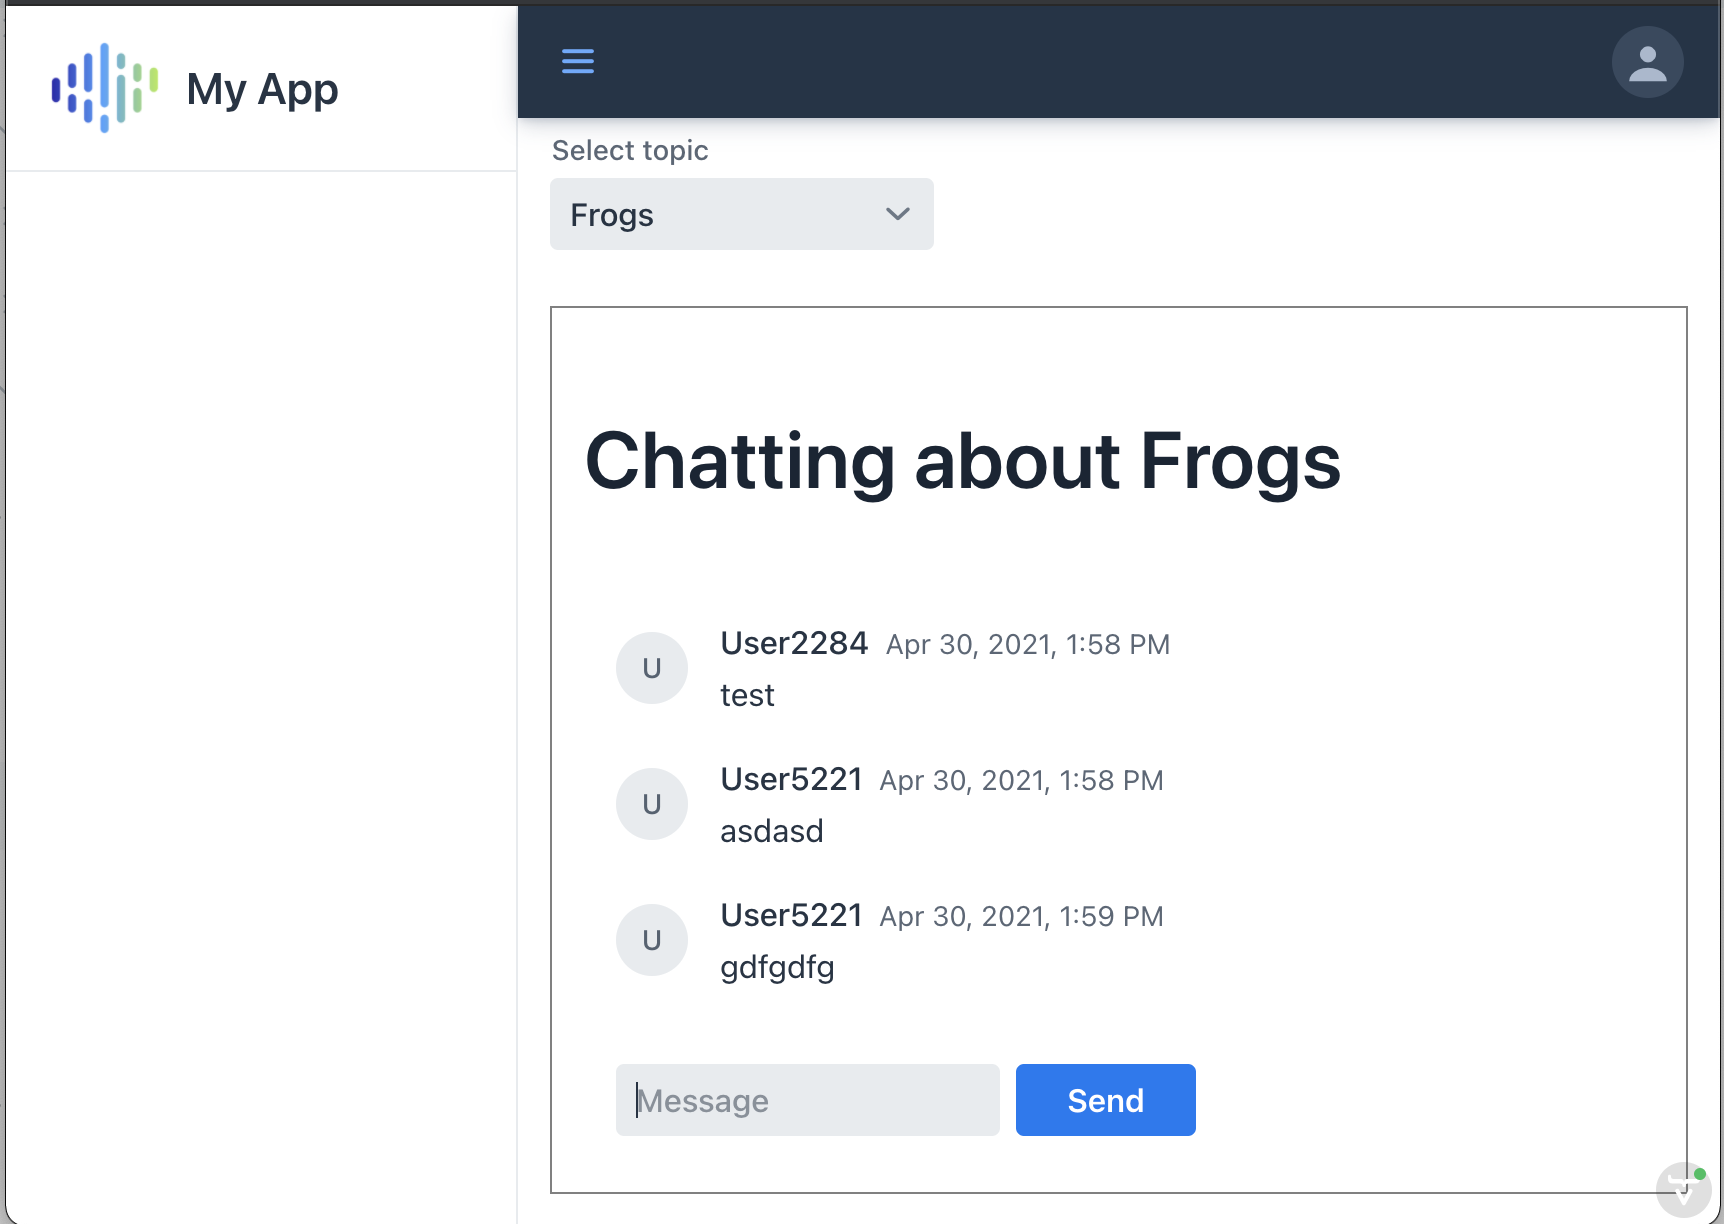 My App
Select topic
Frogs
Chatting about Frogs
U
User2284 Apr 30, 2021, 1:58 PM
test
U
User5221 Apr 30, 2021, 1:58 PM
asdasd
U
User5221 Apr 30, 2021, 1:59 PM
gdfgdfg
Message
Send